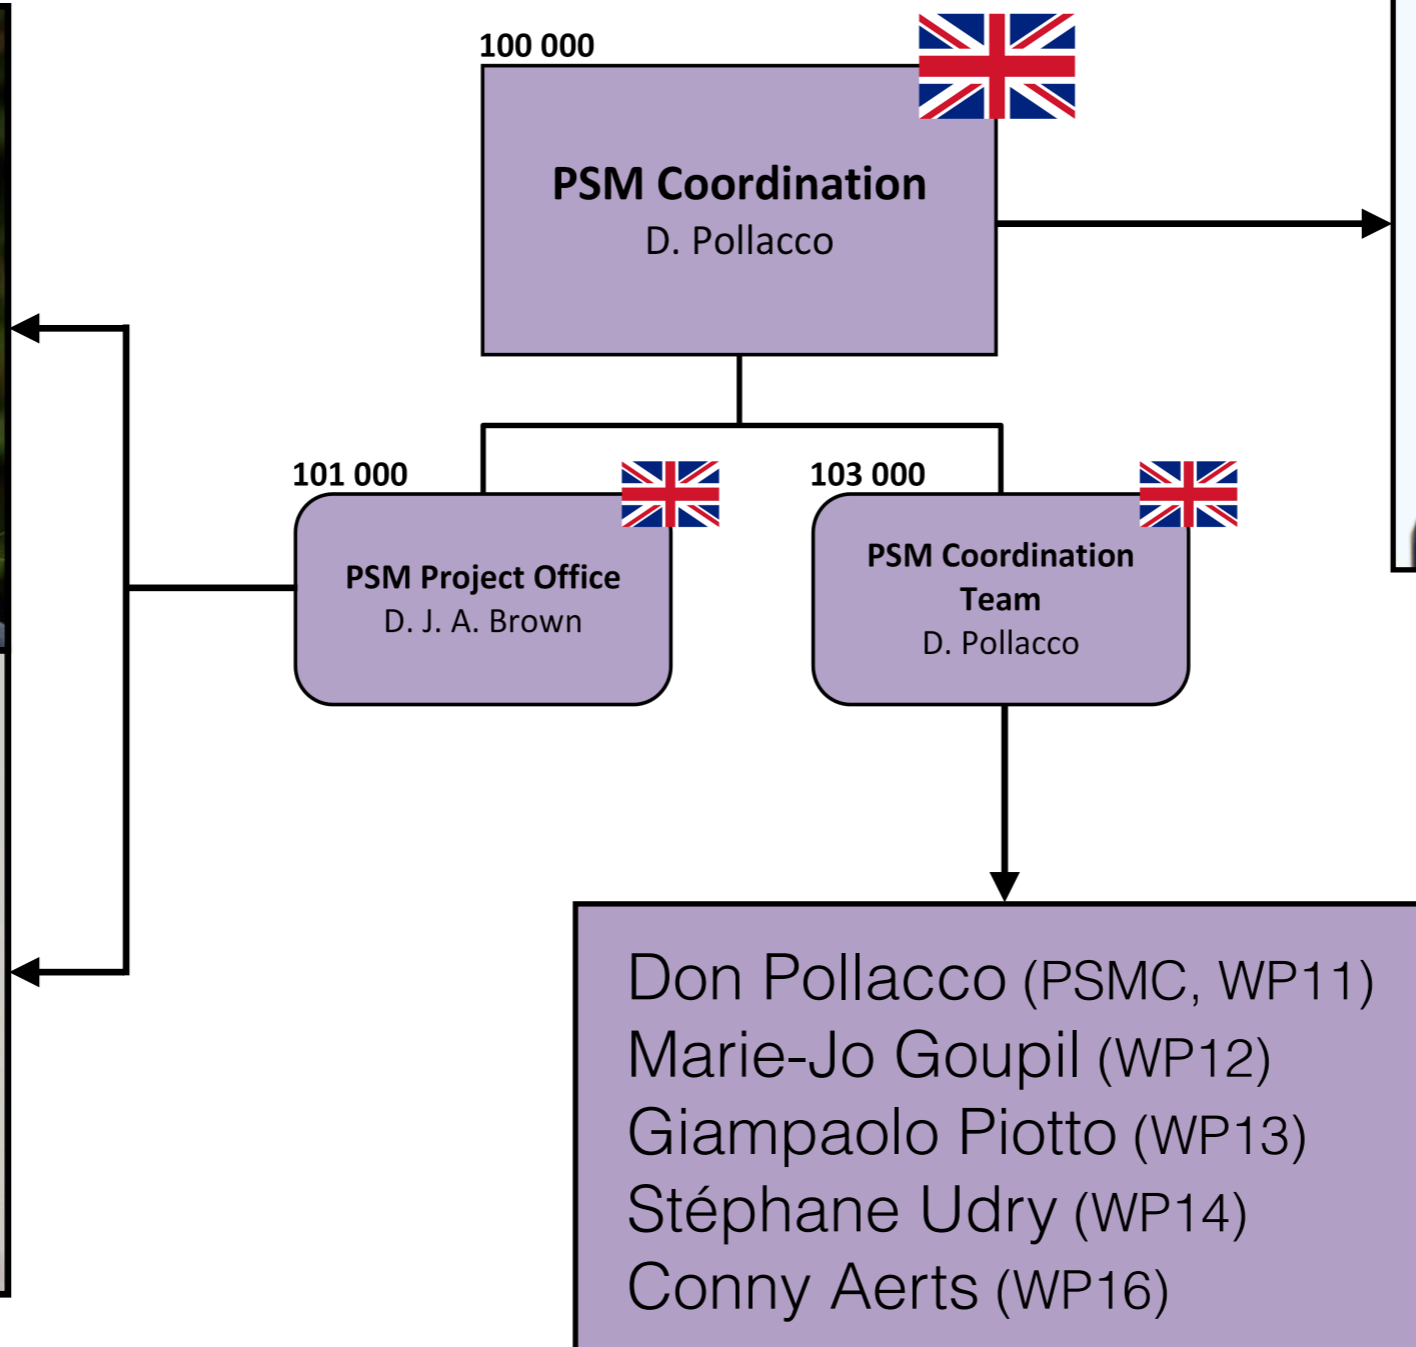 100 000
PSM Coordination
D. Pollacco
101 000
PSM Project Office
D. J. A. Brown
103 000
PSM Coordination
Team
D. Pollacco
Don Pollacco (PSMC, WP11)
Marie-Jo Goupil (WP12)
Giampaolo Piotto (WP13)
Stéphane Udry (WP14)
Conny Aerts (WP16)